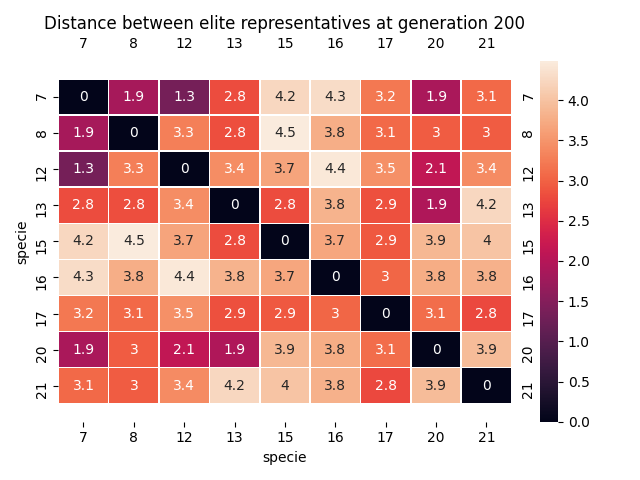 Distance between elite representatives at generation 200
7 8 12 13 15 16 17 20 21
7 0 1.9 1.3 2.8 4.2 4.3 3.2 1.9 3.1 7
8 1.9 0 3.3 2.8 4.5 3.8 3.1 3 3 8
12 1.3 3.3 0 3.4 3.7 4.4 3.5 2.1 3.4 12
13 2.8 2.8 3.4 0 2.8 3.8 2.9 1.9 4.2 13
15 4.2 4.5 3.7 2.8 0 3.7 2.9 3.9 4 15
16 4.3 3.8 4.4 3.8 3.7 0 3 3.8 3.8 16
17 3.2 3.1 3.5 2.9 2.9 3 0 3.1 2.8 17
20 1.9 3 2.1 1.9 3.9 3.8 3.1 0 3.9 20
21 3.1 3 3.4 4.2 4 3.8 2.8 3.9 0 21
7 8 12 13 15 16 17 20 21
specie
specie
4.0
3.5
3.0
2.5
2.0
1.5
1.0
0.5
0.0